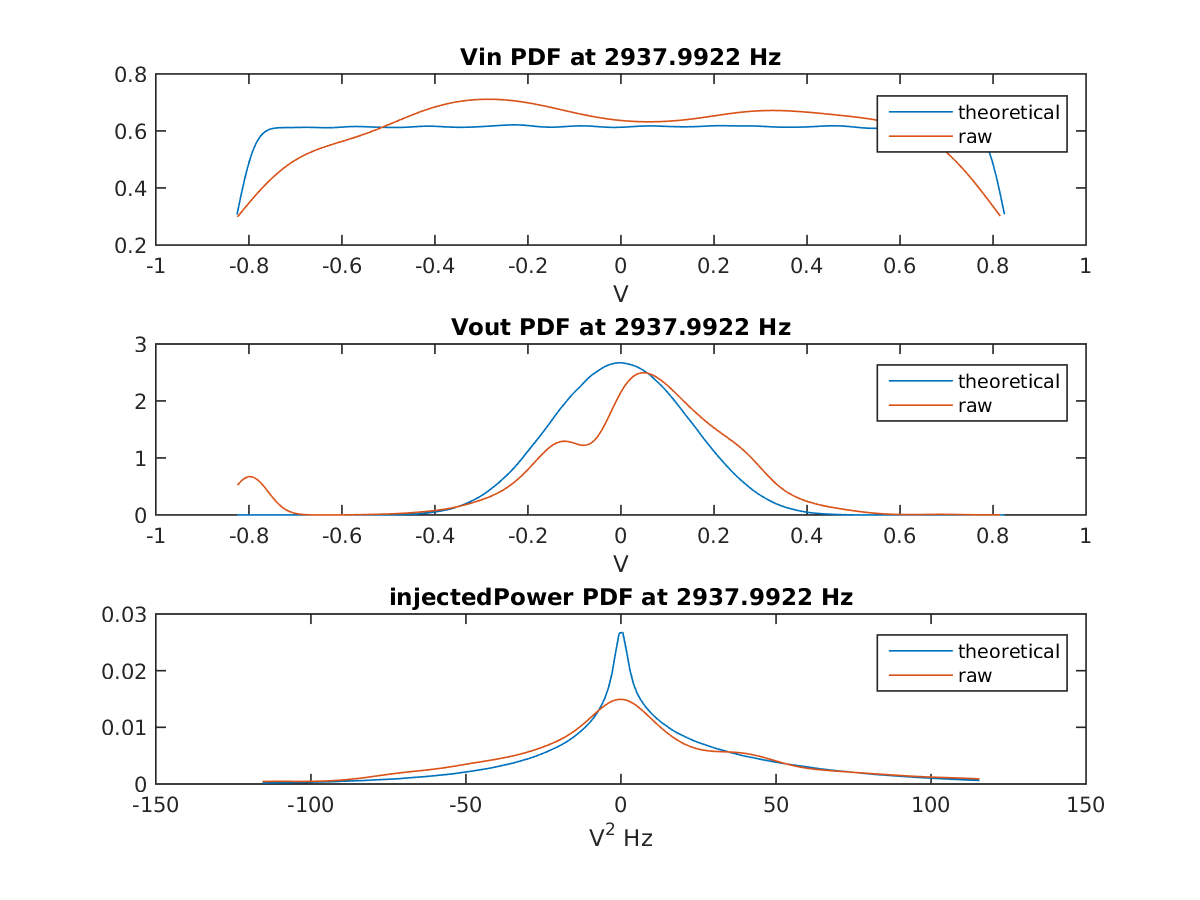 Vin PDF at 2937.9922 Hz
0.8
0.6
0.4
0.2
theoretical
raw
-1 -0.8 -0.6 -0.4 -0.2 0 0.2 0.4 0.6 0.8 1
V
Vout PDF at 2937.9922 Hz
3
2
1
0
theoretical
raw
-1 -0.8 -0.6 -0.4 -0.2 0 0.2 0.4 0.6 0.8 1
V
injectedPower PDF at 2937.9922 Hz
0.03
0.02
0.01
0
theoretical
raw
-150 -100 -50 0 50 100 150
V² Hz